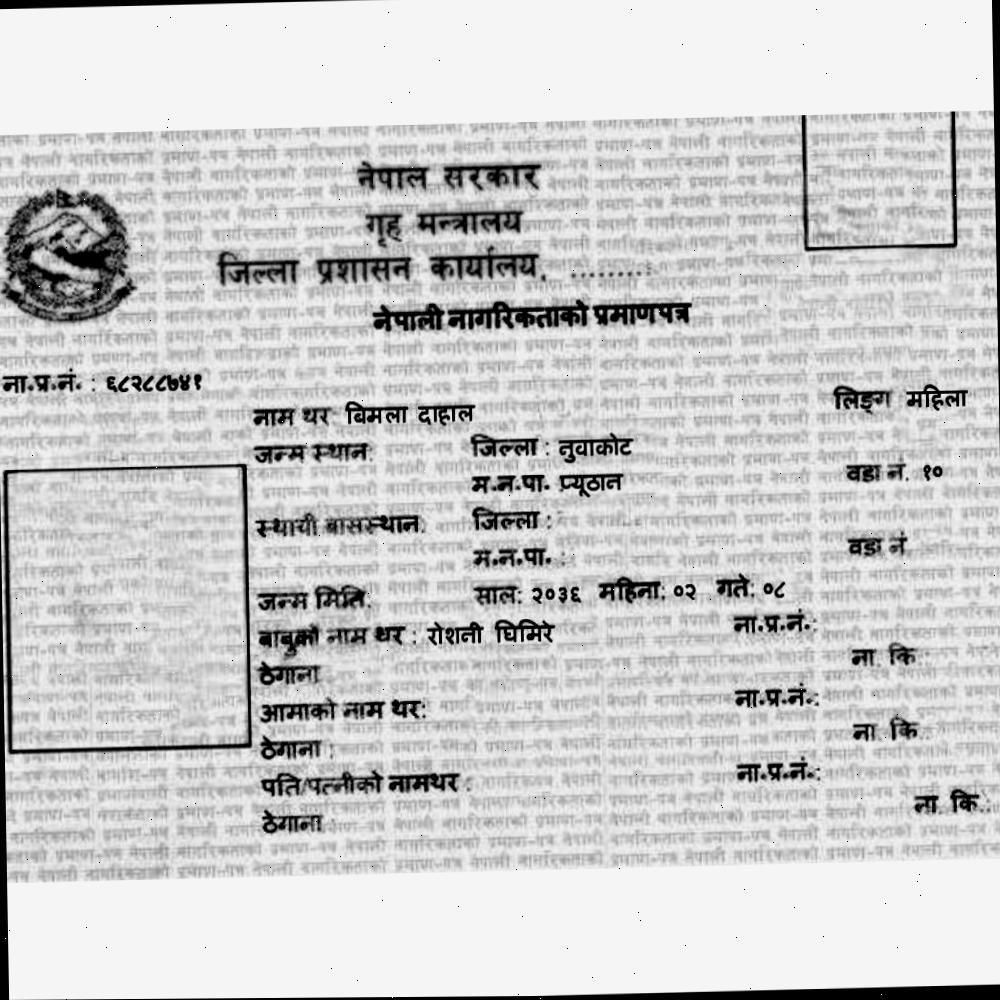 नेपाल सरकार
गृह मन्त्रालय
जिल्ला प्रशासन कार्यालय, .........
नेपाली नागरिकताको प्रमाणपत्र
ना.प्र.नं. : ६८२८८७४१
लिङ्ग महिला
नाम थर बिमला दाहाल
जन्म स्थान: जिल्ला : नुवाकोट
म.न.पा. प्यूठान वडा नं. १०
स्थायी बासस्थान: जिल्ला :
म.न.पा. : वडा नं.
जन्म मिति: साल: २०३६ महिना: ०२ गते: ०८
बाबुको नाम थर : रोशनी घिमिरे ना.प्र.नं.:
ठेगाना ना. कि.:
आमाको नाम थर: ना.प्र.नं.:
ठेगाना : ना. कि.:
पति/पत्नीको नामथर : ना.प्र.नं.:
ठेगाना : ना. कि.: